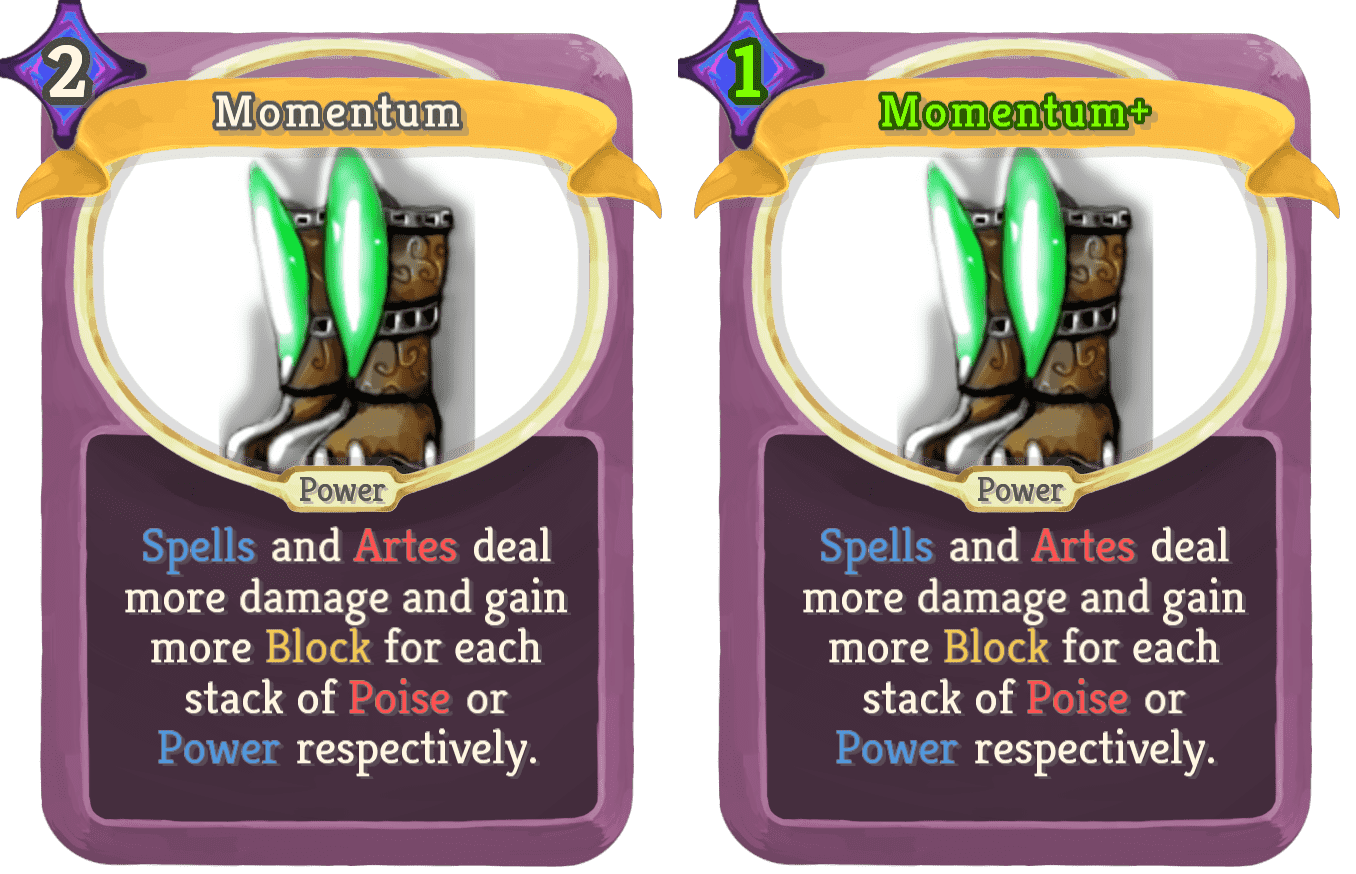 2
Momentum
Power
Spells and Artes deal
more damage and gain
more Block for each
stack of Poise or
Power respectively.
1
Momentum+
Power
Spells and Artes deal
more damage and gain
more Block for each
stack of Poise or
Power respectively.